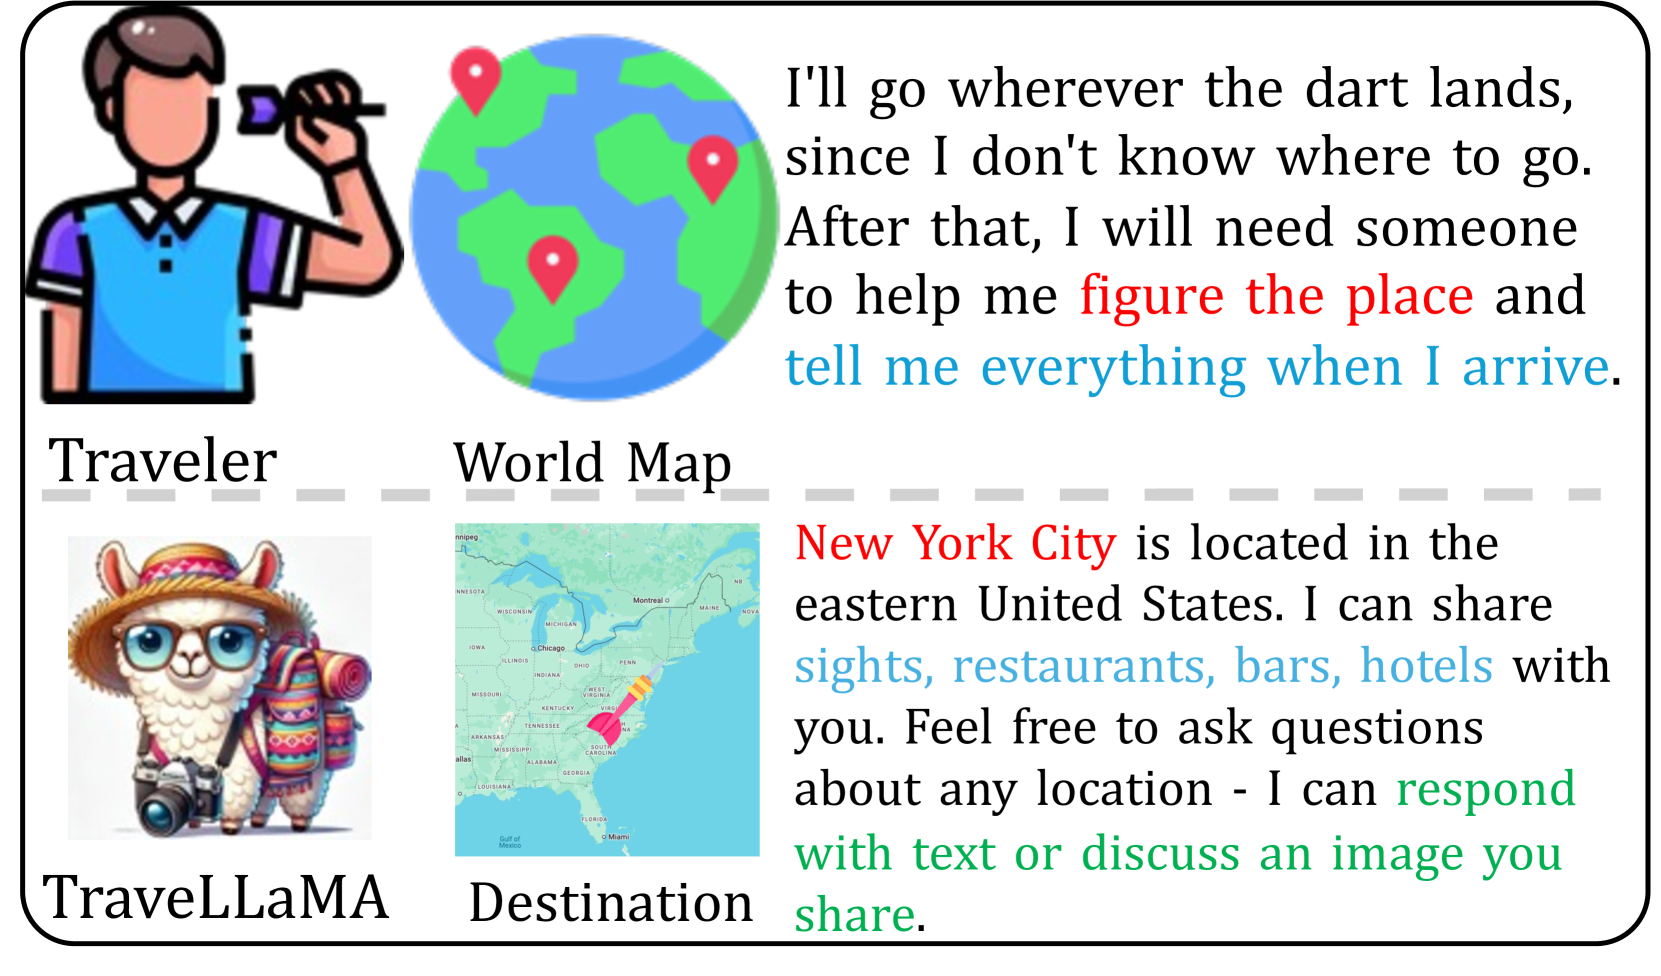 I'll go wherever the dart lands,
since I don't know where to go.
After that, I will need someone
to help me figure the place and
tell me everything when I arrive.
Traveler
World Map
New York City is located in the
eastern United States. I can share
sights, restaurants, bars, hotels with
you. Feel free to ask questions
about any location - I can respond
with text or discuss an image you
share.
nnipeg
NB
NNESOTA
Montreal
MAINE
NOVA
WISCONSIN
MICHIGAN
IOWA
Chicago
ILLINOIS
OHIO
PENN
INDIANA
MISSOURI
WEST
VIRGINIA
KENTUCKY
VIRGI
TENNESSEE
H
NA
ARKANSAS
SOUTH
CAROLINA
MISSISSIPPI
allas
ALABAMA
GEORGIA
LOUISIANA
FLORIDA
Gulf of
Mexico
Miami
TraveLLaMA
Destination